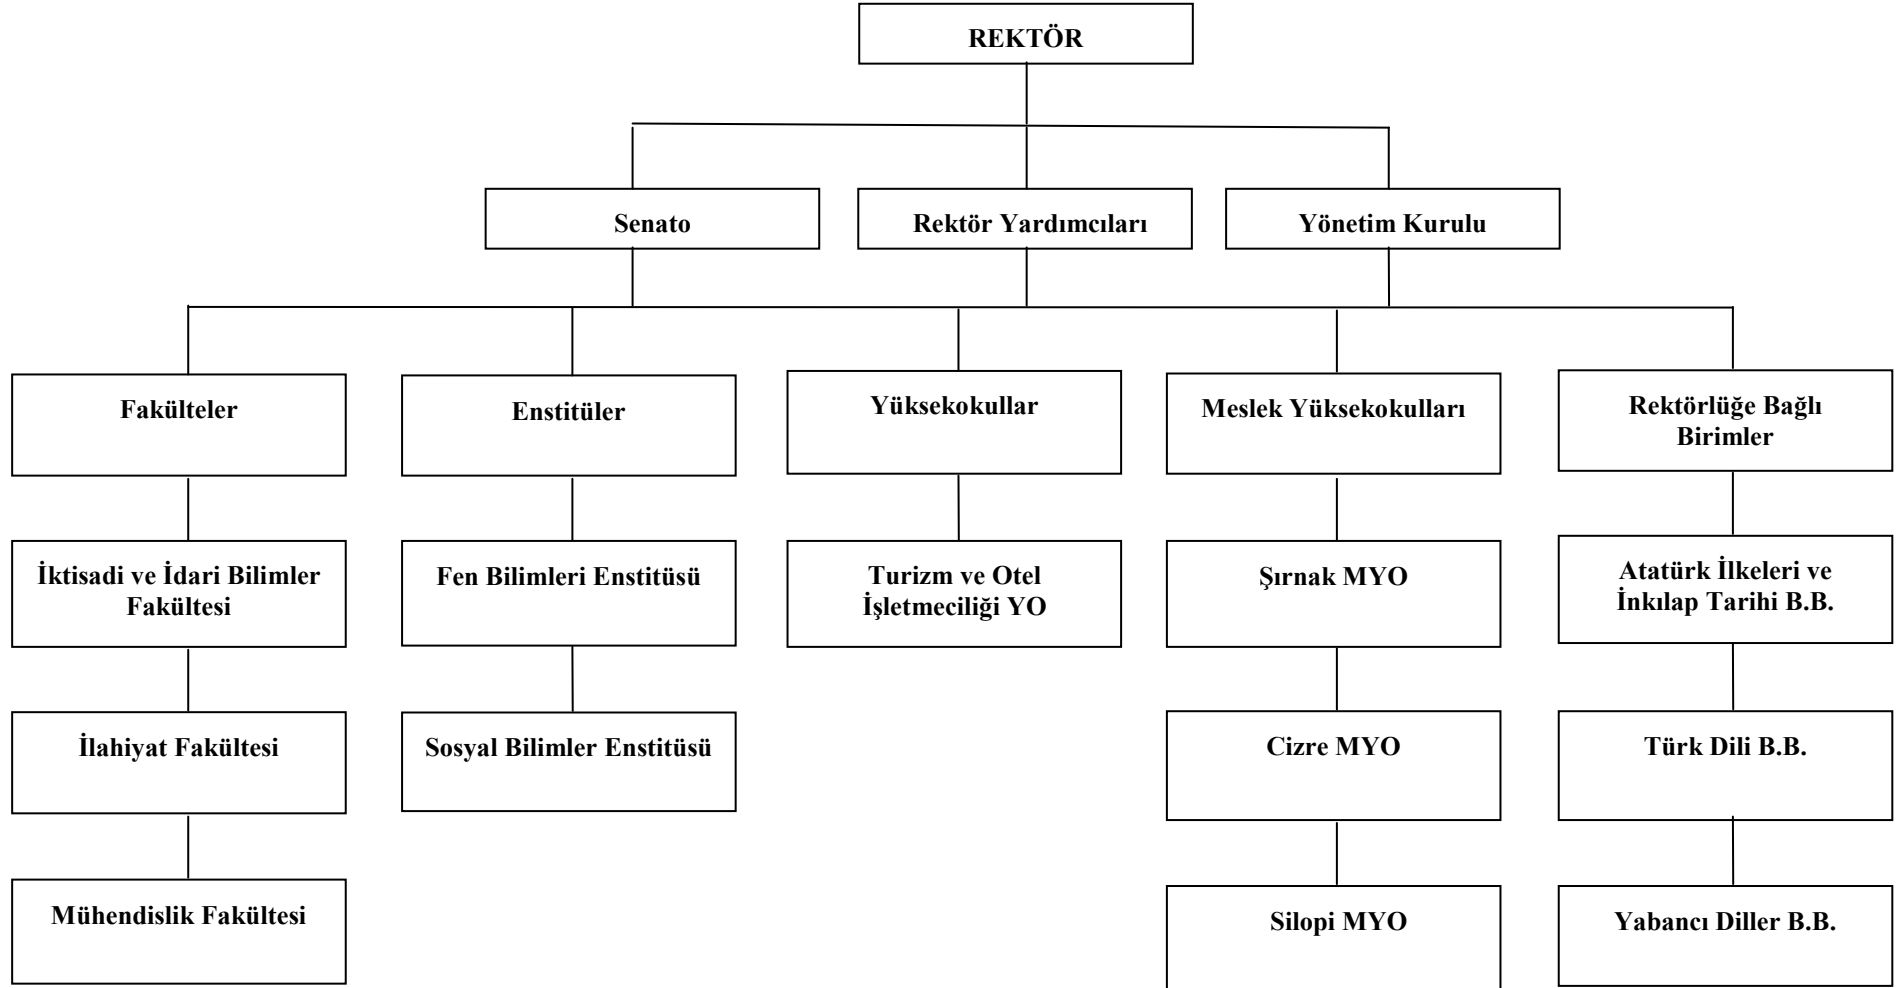 REKTÖR
Senato
Rektör Yardımcıları
Yönetim Kurulu
Fakülteler
Enstitüler
Yüksekokullar
Meslek Yüksekokulları
Rektörlüğe Bağlı
Birimler
İktisadi ve İdari Bilimler
Fakültesi
Fen Bilimleri Enstitüsü
Turizm ve Otel
İşletmeciliği YO
Şırnak MYO
Atatürk İlkeleri ve
İnkılap Tarihi B.B.
İlahiyat Fakültesi
Sosyal Bilimler Enstitüsü
Cizre MYO
Türk Dili B.B.
Mühendislik Fakültesi
Silopi MYO
Yabancı Diller B.B.